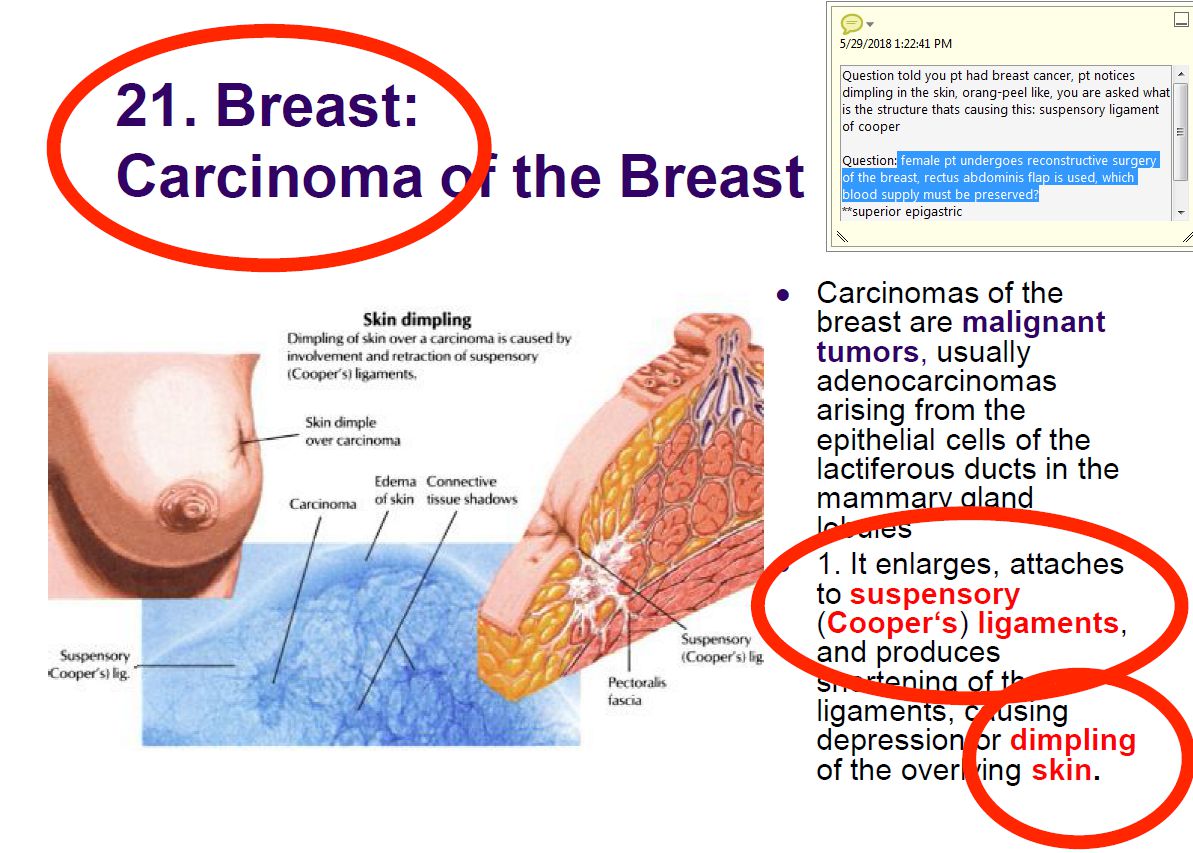 21. Breast:
Carcinoma of the Breast
5/29/2018 1:22:41 PM
Question told you pt had breast cancer, pt notices
dimpling in the skin, orang-peel like, you are asked what
is the structure thats causing this: suspensory ligament
of cooper
Question: female pt undergoes reconstructive surgery
of the breast, rectus abdominis flap is used, which
blood supply must be preserved?
**superior epigastric
Skin dimpling
Dimpling of skin over a carcinoma is caused by
involvement and retraction of suspensory
(Cooper's) ligaments.
Skin dimple
over carcinoma
Carcinoma
Edema
of skin
Connective
tissue shadows
Suspensory
Cooper's) lig.
Suspensory
(Cooper's) lig
Pectoralis
fascia
● Carcinomas of the
breast are malignant
tumors, usually
adenocarcinomas
arising from the
epithelial cells of the
lactiferous ducts in the
mammary gland
lobules
1. It enlarges, attaches
to suspensory
(Cooper‘s) ligaments,
and produces
shortening of the
ligaments, causing
depression or dimpling
of the overlying skin.